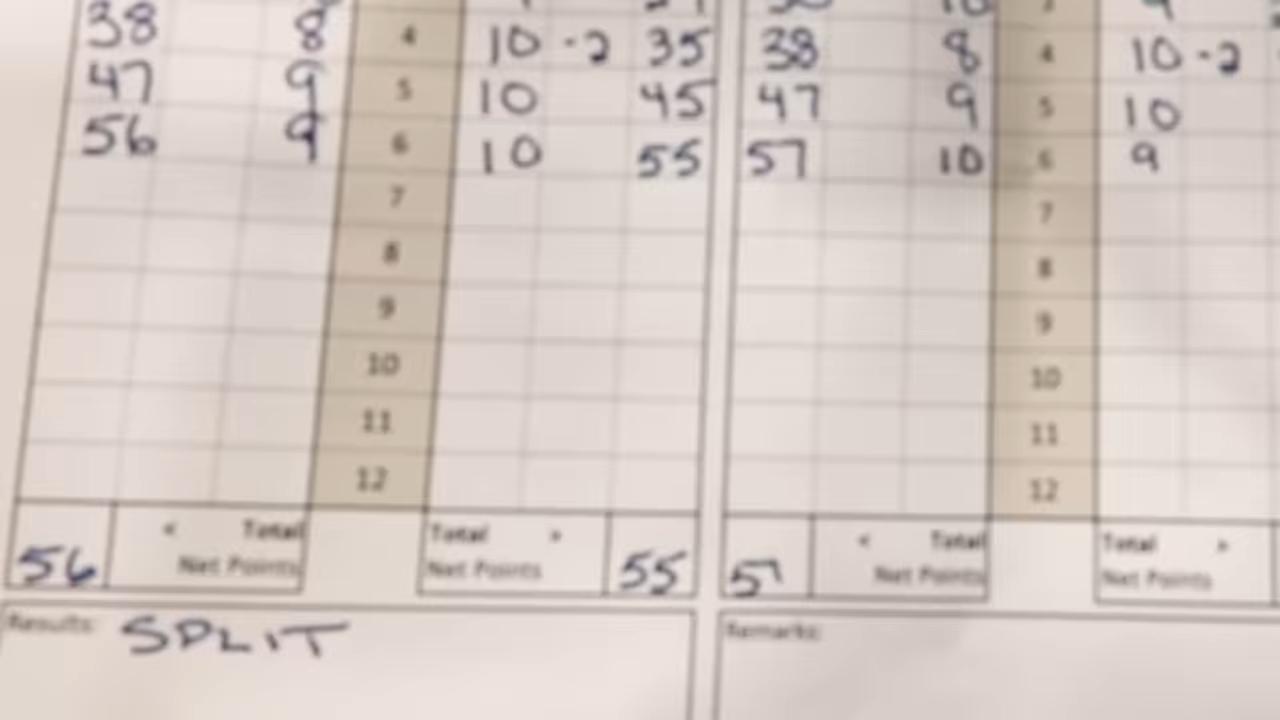 38 8 4 10 -2 35 38 8 4 10 -2
47 9 5 10 45 47 9 5 10
56 9 6 10 55 57 10 6 9
7 7
8 8
9 9
10 10
11 11
12 12
< Total Total > < Total Total >
56 Net Points Net Points 55 57 Net Points Net Points
Results: SPLIT Remarks: